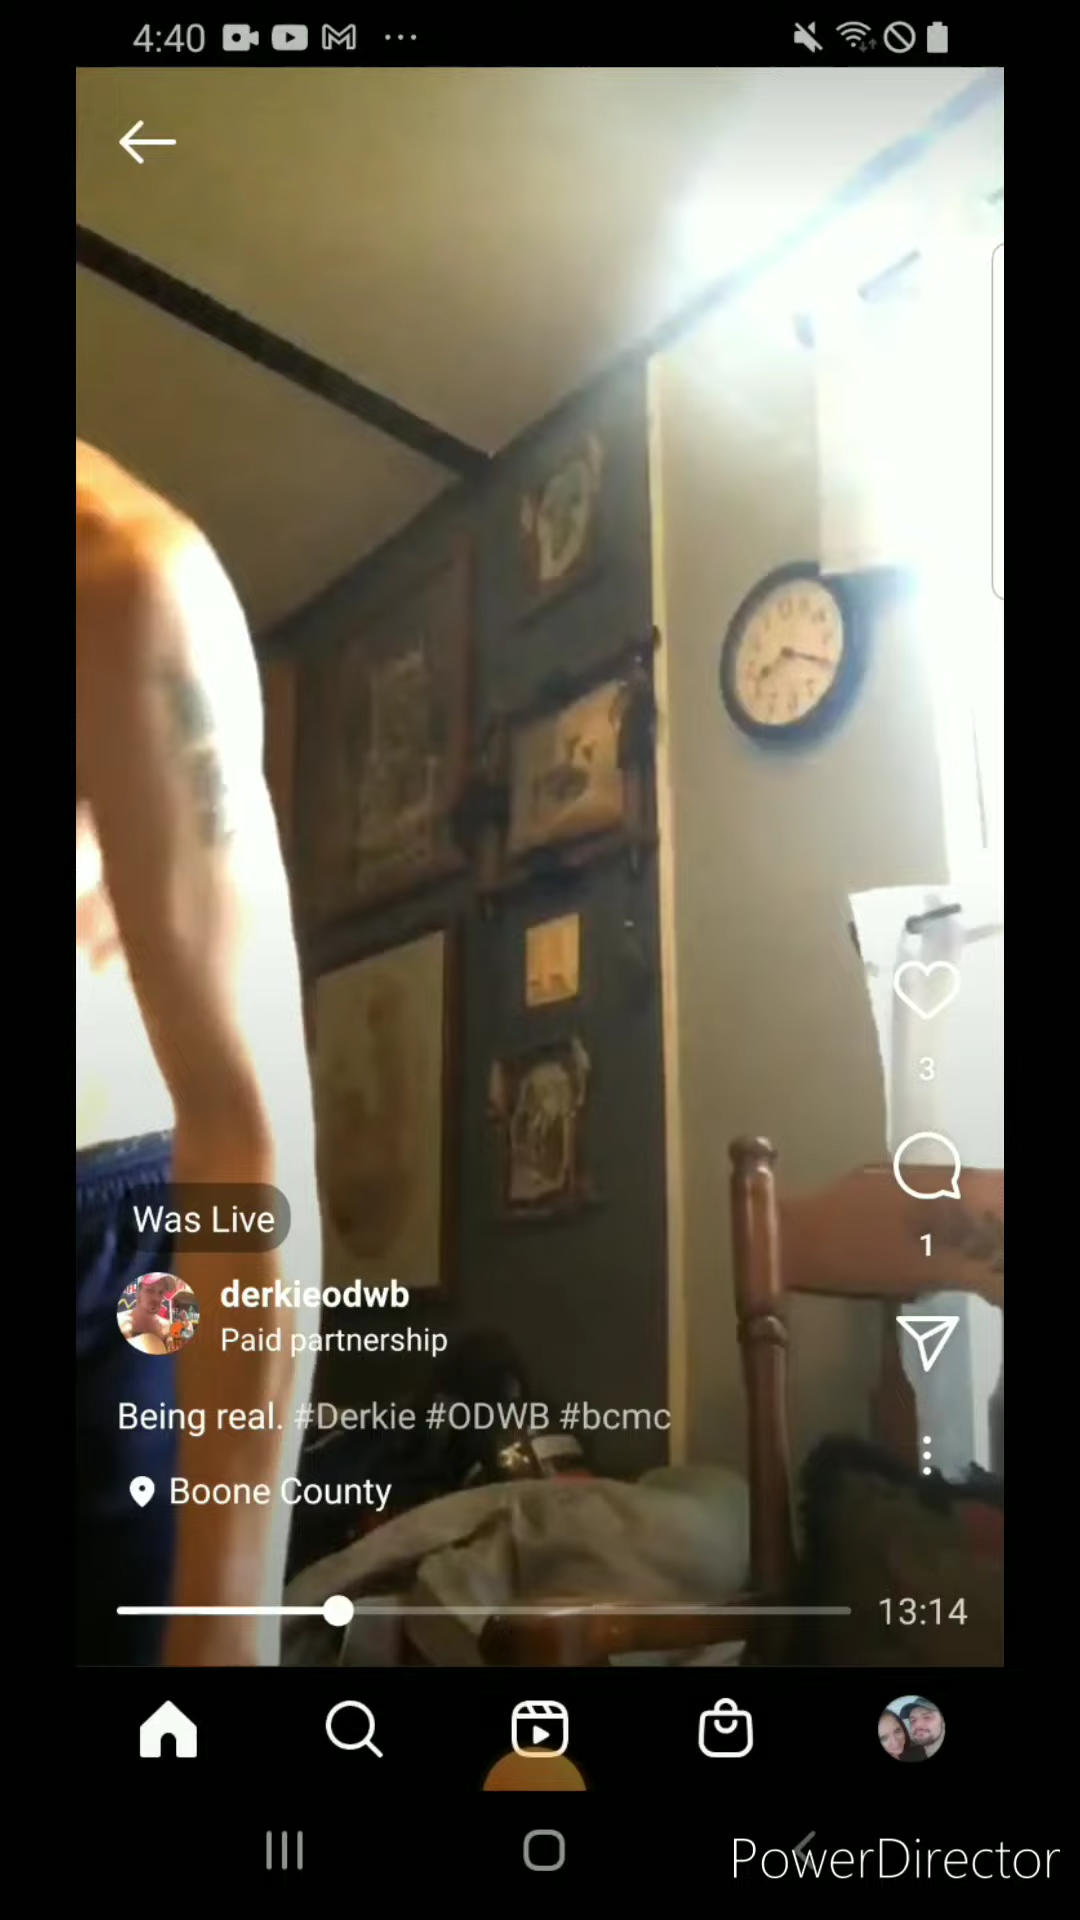 4:40
3
1
Was Live
derkieodwb
Paid partnership
Being real. #Derkie #ODWB #bcmc
Boone County
13:14
PowerDirector